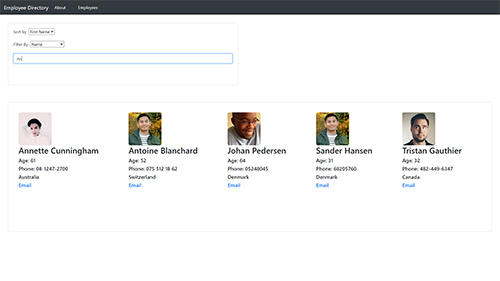 Employee Directory About Employees
Sort by First Name
Filter By Name
An
Annette Cunningham
Age: 61
Phone: 08-1247-2700
Australia
Email
Antoine Blanchard
Age: 52
Phone: 075 512 18 62
Switzerland
Email
Johan Pedersen
Age: 64
Phone: 05248045
Denmark
Email
Sander Hansen
Age: 31
Phone: 66205760
Denmark
Email
Tristan Gauthier
Age: 32
Phone: 482-449-6347
Canada
Email